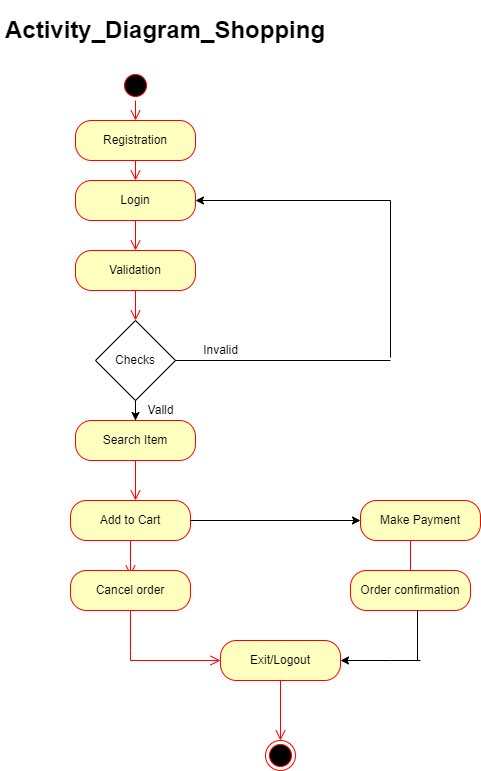 Activity_Diagram_Shopping
Registration
Login
Validation
Checks
Invalid
Valld
Search Item
Add to Cart
Make Payment
Cancel order
Order confirmation
Exit/Logout